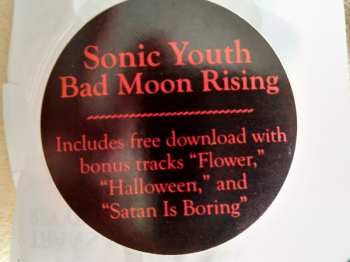 Sonic Youth
Bad Moon Rising
Includes free download with
bonus tracks “Flower,”
“Halloween,” and
“Satan Is Boring”